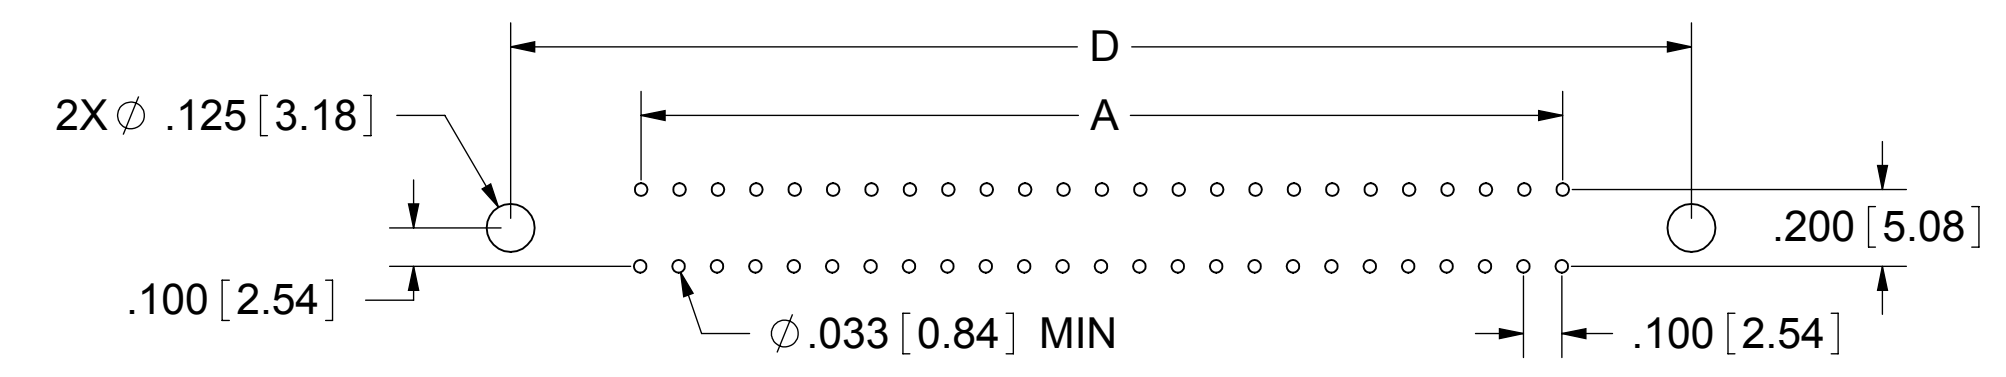 D
2X ∅ .125 [3.18]
A
.200 [5.08]
.100 [2.54]
∅ .033 [0.84] MIN
.100 [2.54]